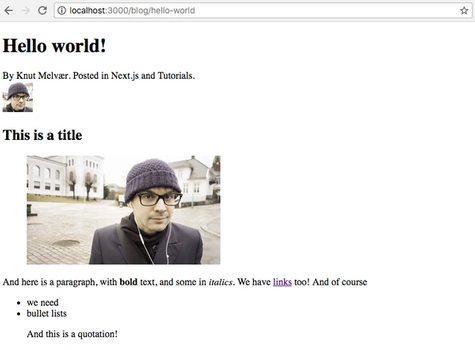 localhost:3000/blog/hello-world
Hello world!
By Knut Melvær. Posted in Next.js and Tutorials.
This is a title
And here is a paragraph, with bold text, and some in italics. We have links too! And of course
we need
bullet lists
And this is a quotation!